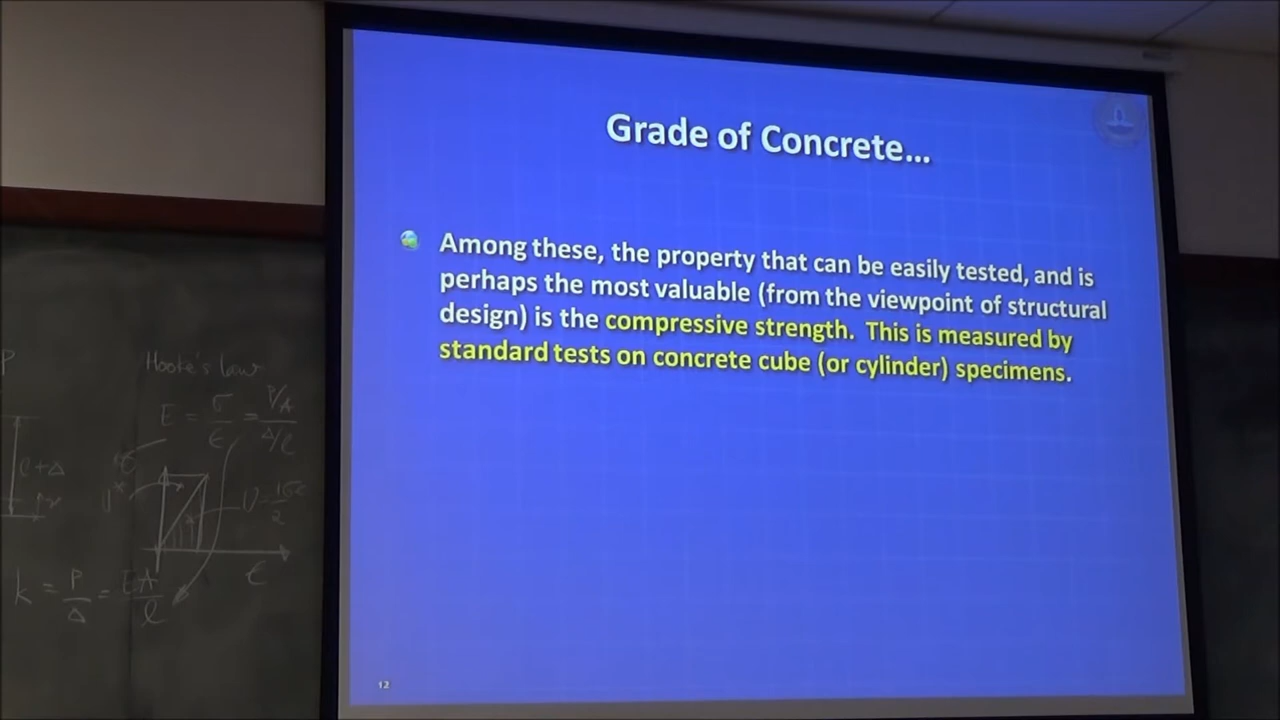 Grade of Concrete...
Among these, the property that can be easily tested, and is
perhaps the most valuable (from the viewpoint of structural
design) is the compressive strength. This is measured by
standard tests on concrete cube (or cylinder) specimens.
12
P
Hooke's law
E = σ/ϵ = P/A / Δ/l
l + Δ
k = P/Δ = EA/l